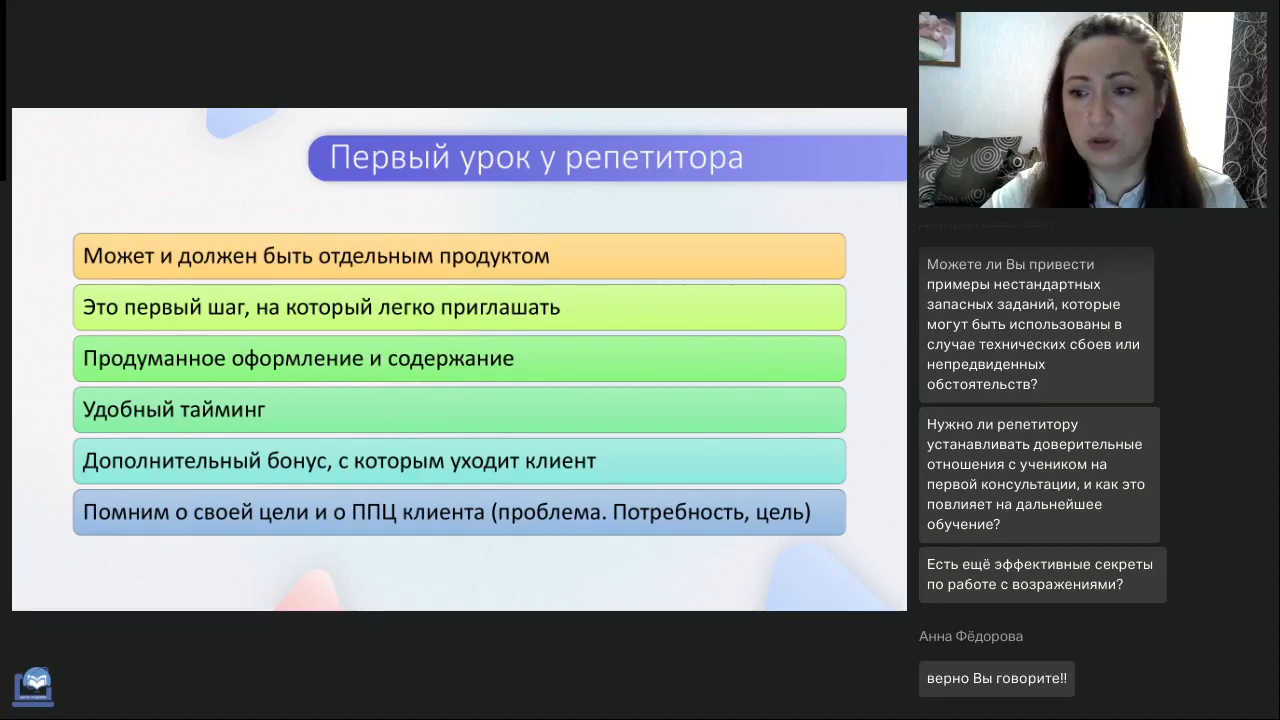 Первый урок у репетитора
Может и должен быть отдельным продуктом
Это первый шаг, на который легко приглашать
Продуманное оформление и содержание
Удобный тайминг
Дополнительный бонус, с которым уходит клиент
Помним о своей цели и о ППЦ клиента (проблема. Потребность, цель)
Можете ли Вы привести
примеры нестандартных
запасных заданий, которые
могут быть использованы в
случае технических сбоев или
непредвиденных
обстоятельств?
Нужно ли репетитору
устанавливать доверительные
отношения с учеником на
первой консультации, и как это
повлияет на дальнейшее
обучение?
Есть ещё эффективные секреты
по работе с возражениями?
Анна Фёдорова
верно Вы говорите!!